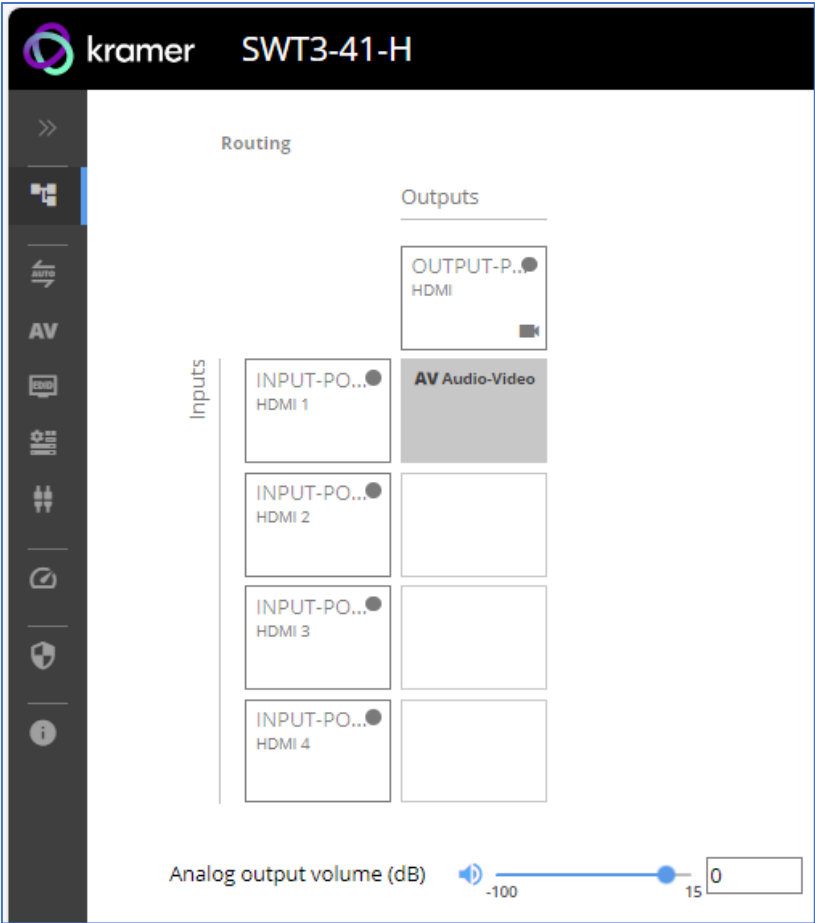 kramer SWT3-41-H
Routing
Outputs
OUTPUT-P...
HDMI
Inputs
INPUT-PO...
HDMI 1
AV Audio-Video
AUTO
AV
EDID
INPUT-PO...
HDMI 2
INPUT-PO...
HDMI 3
INPUT-PO...
HDMI 4
Analog output volume (dB)
-100
15
0